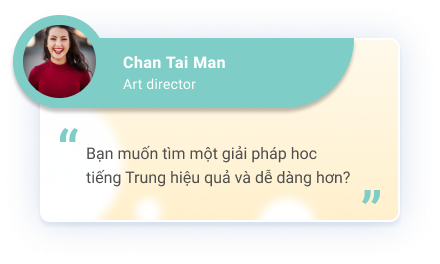 Chan Tai Man
Art director
“
Bạn muốn tìm một giải pháp hoc
tiếng Trung hiệu quả và dễ dàng hơn?
”